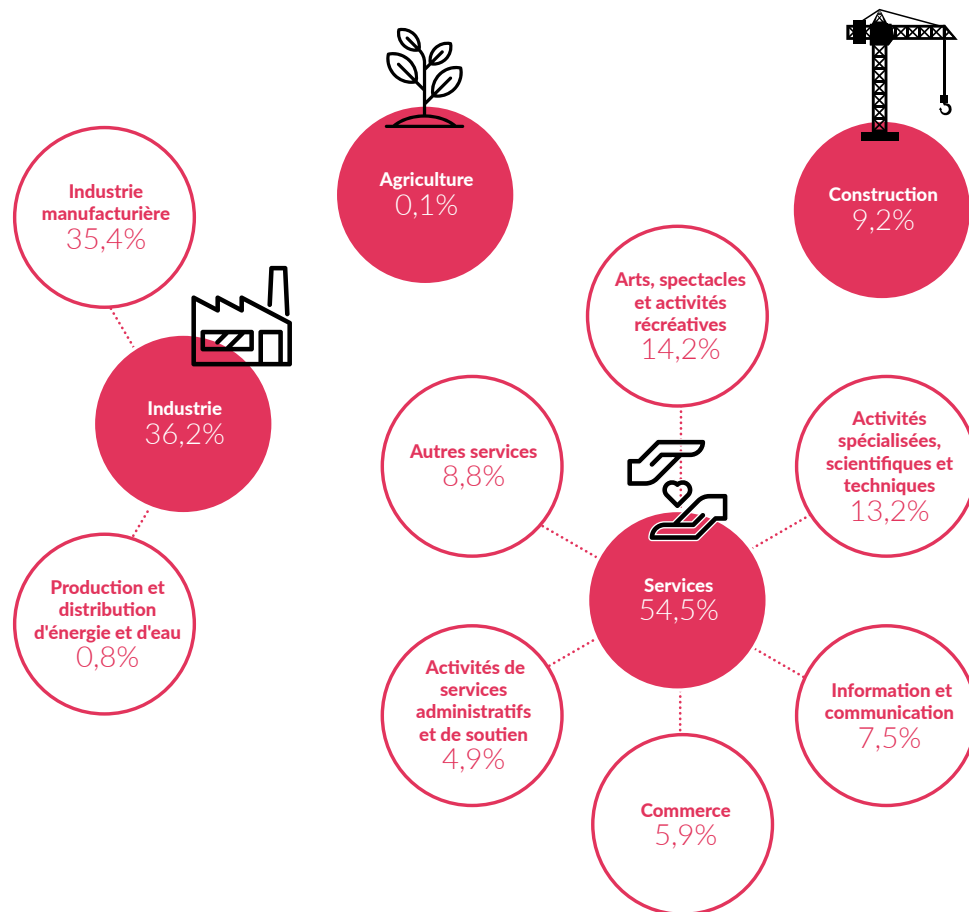 Agriculture
0,1%
Construction
9,2%
Industrie
manufacturière
35,4%
Industrie
36,2%
Production et
distribution
d'énergie et d'eau
0,8%
Arts, spectacles
et activités
récréatives
14,2%
Autres services
8,8%
Activités
spécialisées,
scientifiques et
techniques
13,2%
Services
54,5%
Activités de
services
administratifs
et de soutien
4,9%
Information et
communication
7,5%
Commerce
5,9%